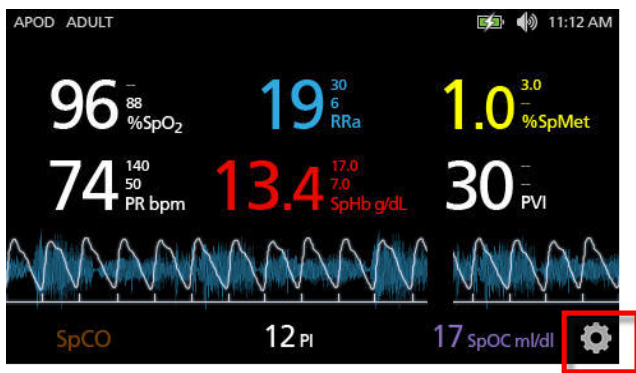 APOD ADULT 11:12 AM
96 -- 88 %SpO₂
19 30 6 RRa
1.0 3.0 -- %SpMet
74 140 50 PR bpm
13.4 17.0 7.0 SpHb g/dL
30 -- -- PVI
SpCO 12 PI 17 SpOC ml/dl